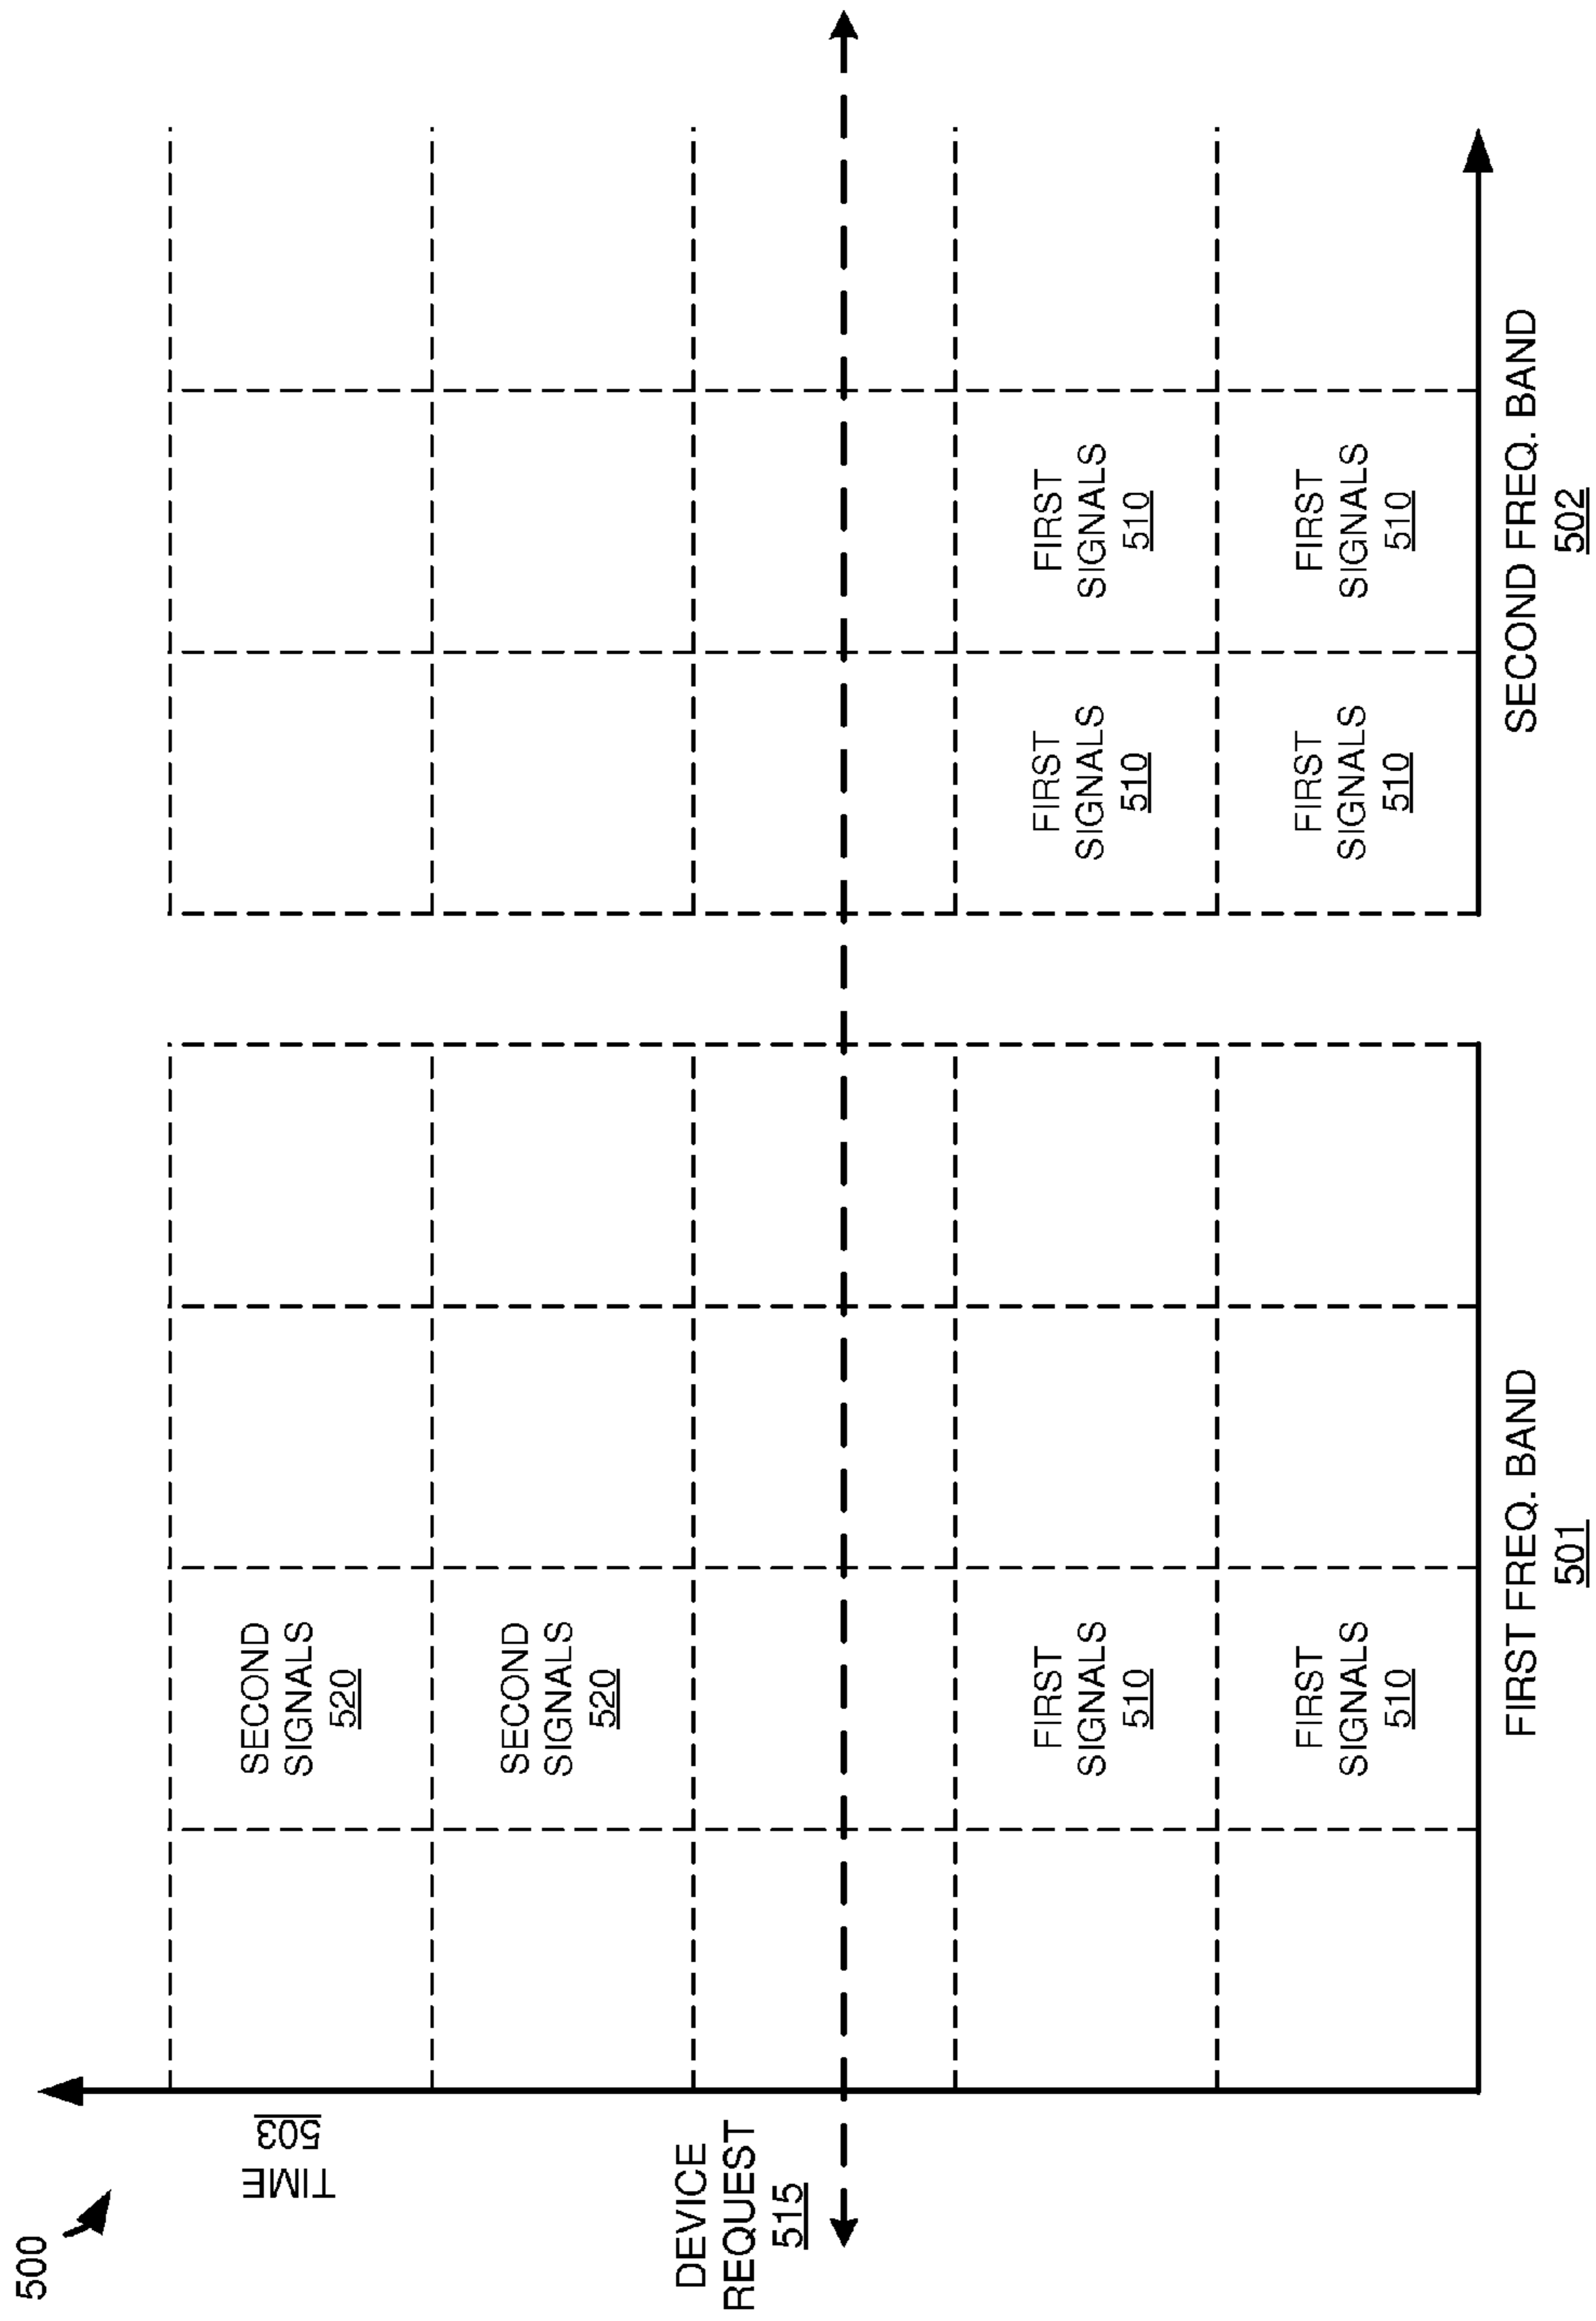 500
TIME
503
SECOND
SIGNALS
520
SECOND
SIGNALS
520
DEVICE
REQUEST
515
FIRST
SIGNALS
510
FIRST
SIGNALS
510
FIRST
SIGNALS
510
FIRST
SIGNALS
510
FIRST
SIGNALS
510
FIRST
SIGNALS
510
FIRST FREQ. BAND
501
SECOND FREQ. BAND
502